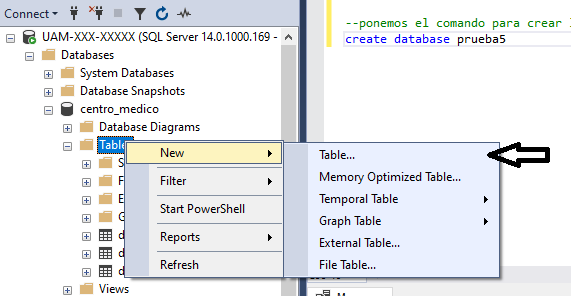 Connect
UAM-XXX-XXXXX (SQL Server 14.0.1000.169 -
Databases
System Databases
Database Snapshots
centro_medico
Database Diagrams
Views
New
Filter
Start PowerShell
Reports
Refresh
Table...
Memory Optimized Table...
Temporal Table
Graph Table
External Table...
File Table...
--ponemos el comando para crear
create database prueba5